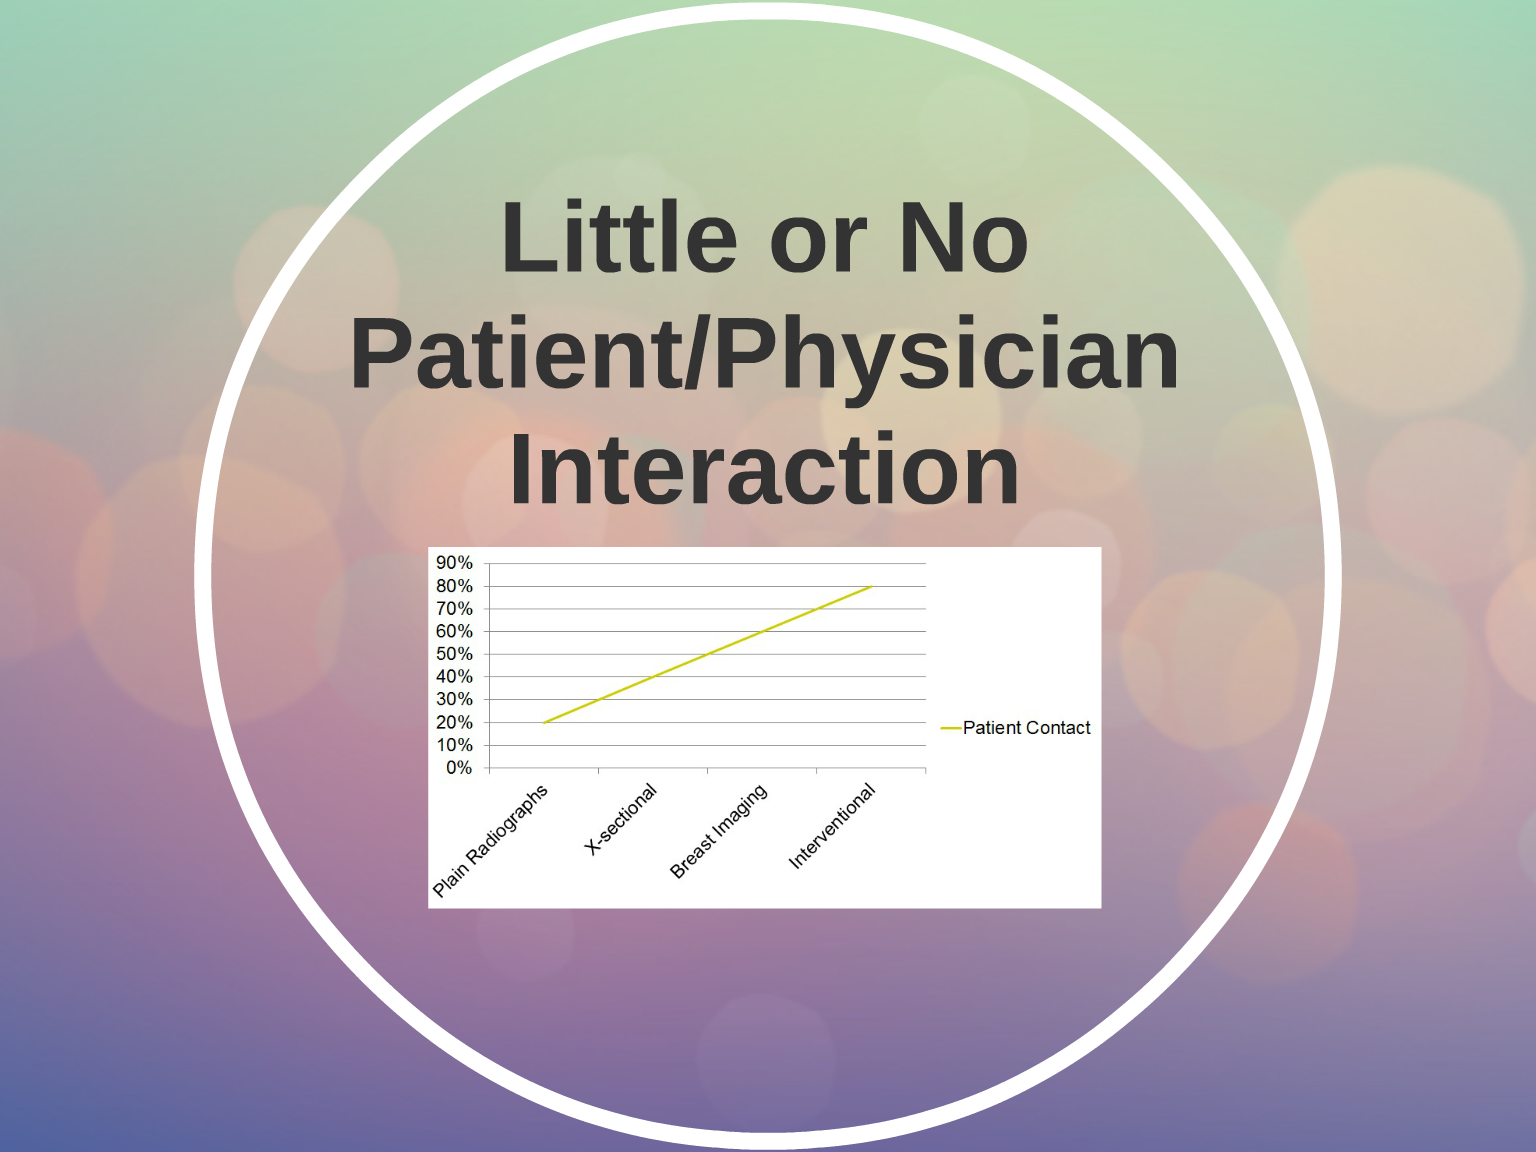 Little or No
Patient/Physician
Interaction
90%
80%
70%
60%
50%
40%
30%
20%
10%
0%
Patient Contact
Plain Radiographs
X-sectional
Breast Imaging
Interventional